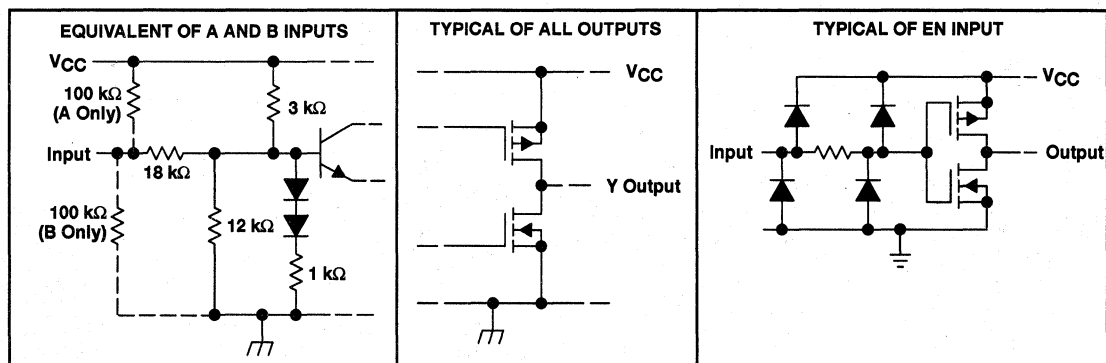 EQUIVALENT OF A AND B INPUTS
VCC
100 kΩ
(A Only)
3 kΩ
Input
18 kΩ
100 kΩ
(B Only)
12 kΩ
1 kΩ
TYPICAL OF ALL OUTPUTS
VCC
Y Output
TYPICAL OF EN INPUT
VCC
Input
Output